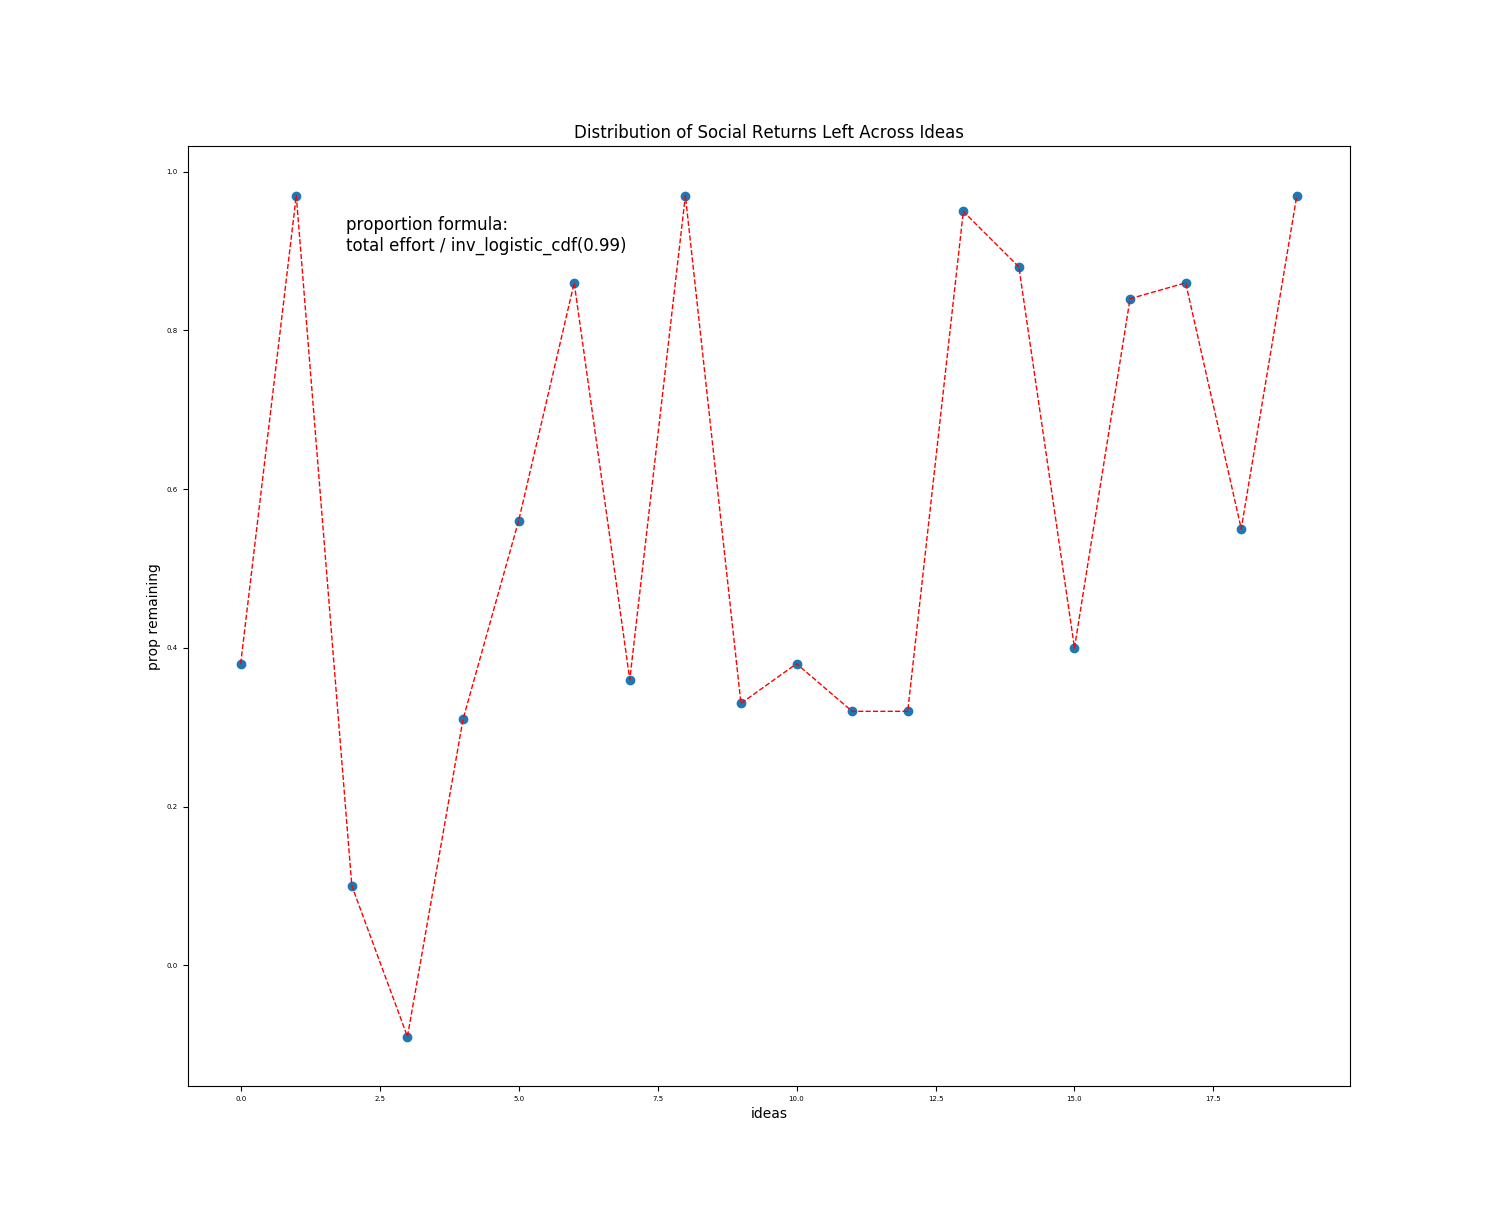 Distribution of Social Returns Left Across Ideas
proportion formula:
total effort / inv_logistic_cdf(0.99)
prop remaining
1.0
0.8
0.6
0.4
0.2
0.0
0.0 2.5 5.0 7.5 10.0 12.5 15.0 17.5
ideas